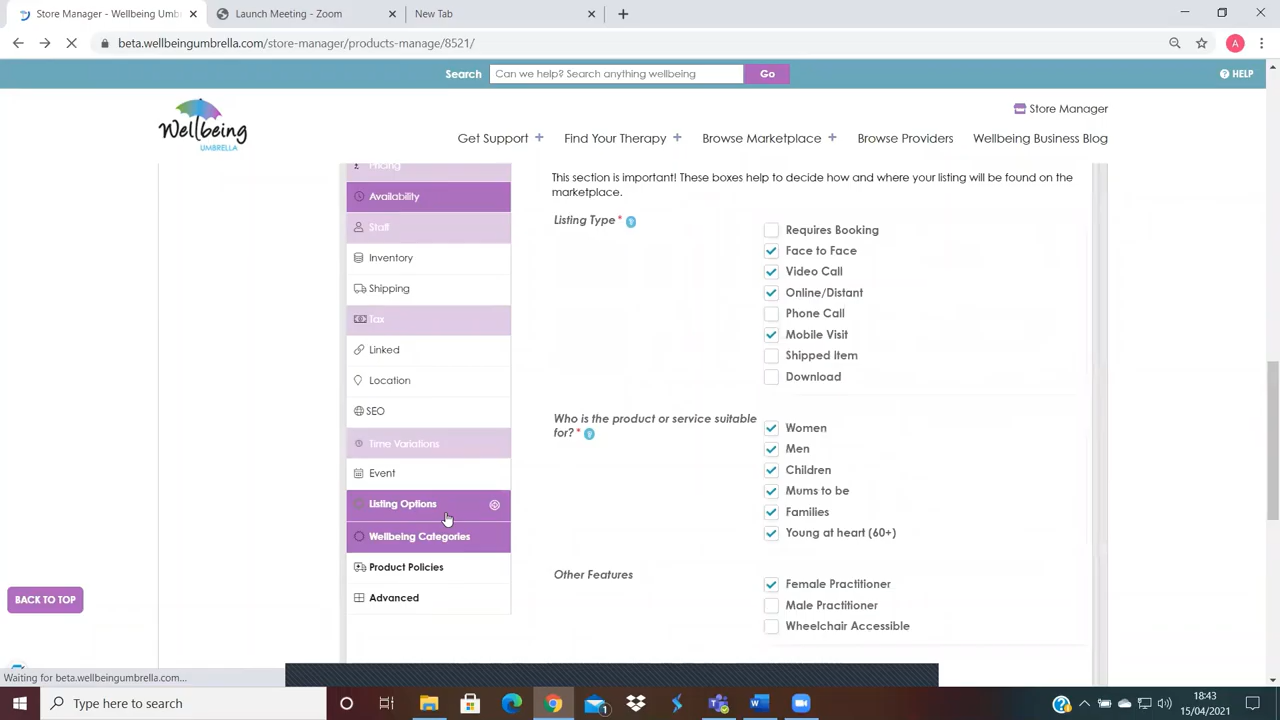 Store Manager - Wellbeing Umb
Launch Meeting - Zoom
New Tab
beta.wellbeingumbrella.com/store-manager/products-manage/8521/
A
Search
Can we help? Search anything wellbeing
Go
HELP
Wellbeing
UMBRELLA
Store Manager
Get Support +
Find Your Therapy +
Browse Marketplace +
Browse Providers
Wellbeing Business Blog
Pricing
Availability
Staff
Inventory
Shipping
Tax
Linked
Location
SEO
Time Variations
Event
Listing Options
Wellbeing Categories
Product Policies
Advanced
This section is important! These boxes help to decide how and where your listing will be found on the
marketplace.
Listing Type *
Requires Booking
Face to Face
Video Call
Online/Distant
Phone Call
Mobile Visit
Shipped item
Download
Who is the product or service suitable
for? *
Women
Men
Children
Mums to be
Families
Young at heart (60+)
Other Features
Female Practitioner
Male Practitioner
Wheelchair Accessible
BACK TO TOP
Waiting for beta.wellbeingumbrella.com...
Type here to search
18:43
15/04/2021